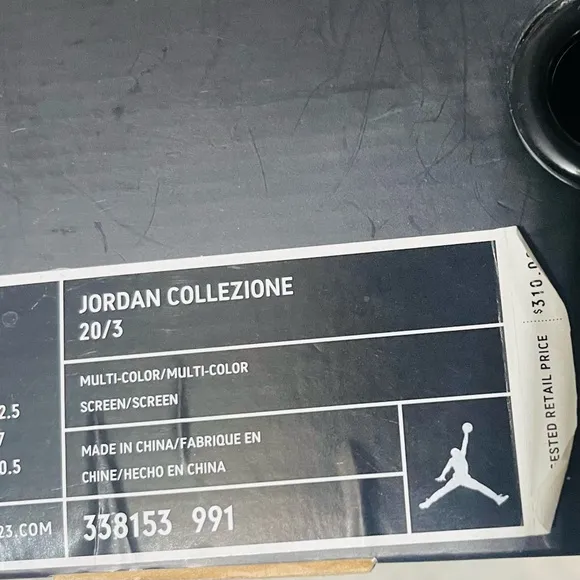 JORDAN COLLEZIONE
20/3
MULTI-COLOR/MULTI-COLOR
SCREEN/SCREEN
2.5
7
0.5
MADE IN CHINA/FABRIQUE EN
CHINE/HECHO EN CHINA
23.COM
338153 991
ESTED RETAIL PRICE
$310.0